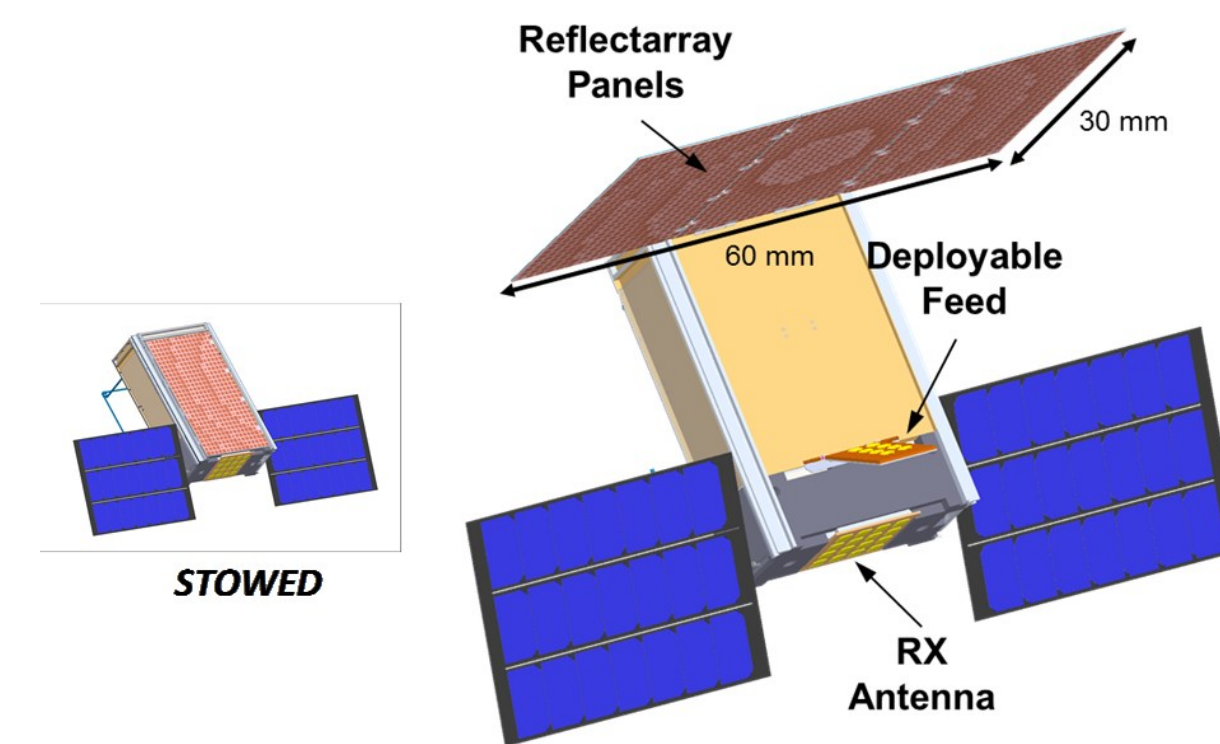 Reflectarray
Panels
30 mm
60 mm
Deployable
Feed
STOWED
RX
Antenna